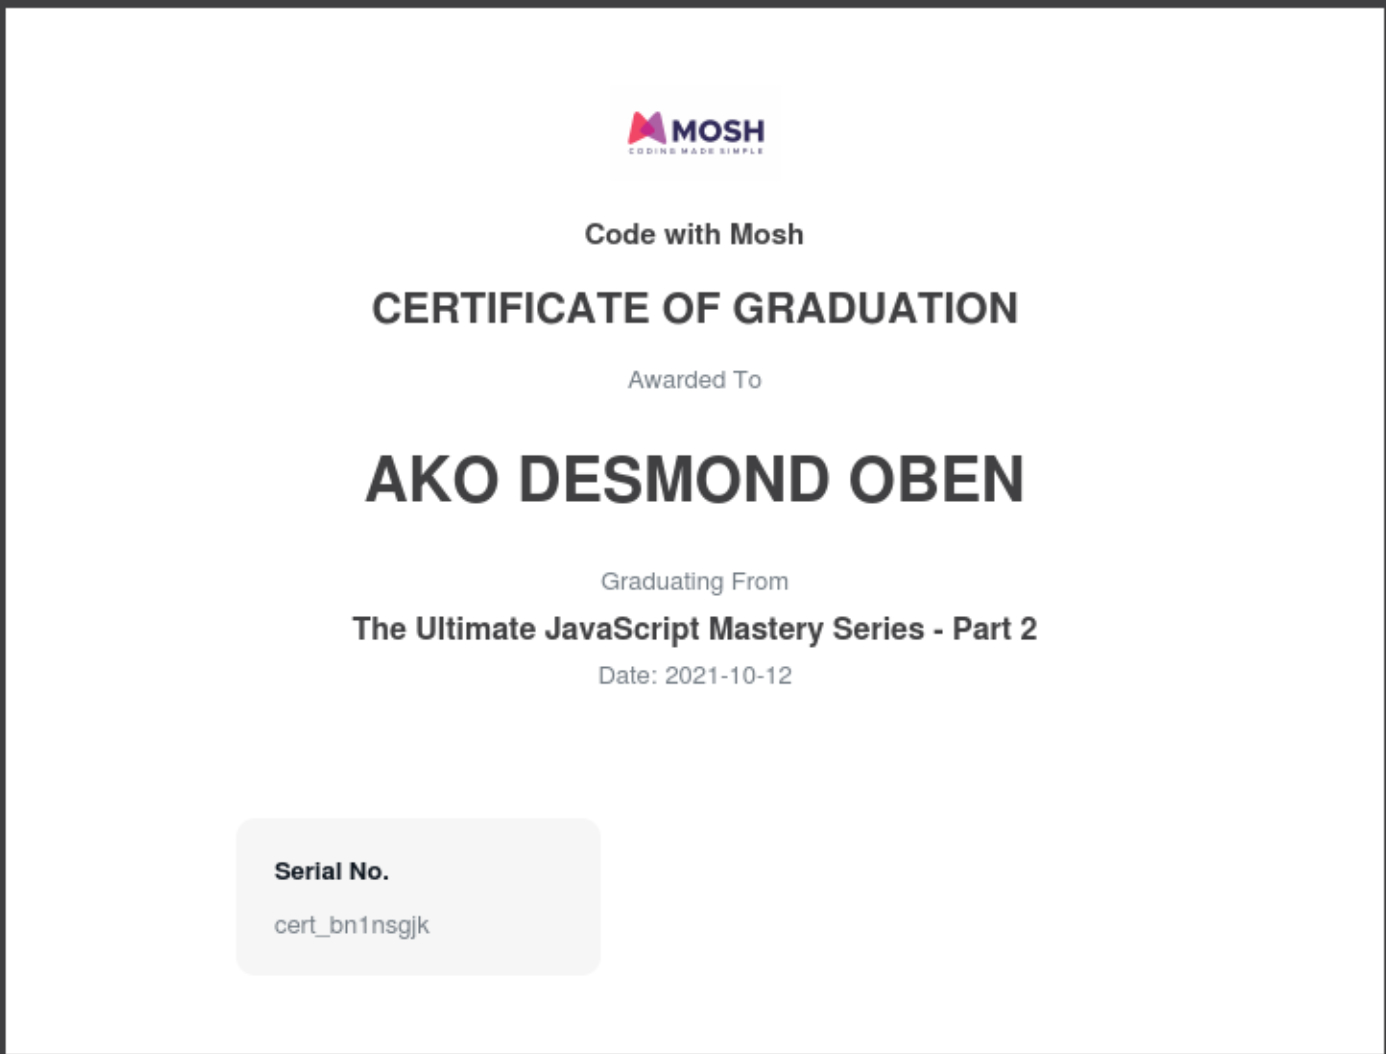 MOSH
CODING MADE SIMPLE
Code with Mosh
CERTIFICATE OF GRADUATION
Awarded To
AKO DESMOND OBEN
Graduating From
The Ultimate JavaScript Mastery Series - Part 2
Date: 2021-10-12
Serial No.
cert_bn1nsgjk